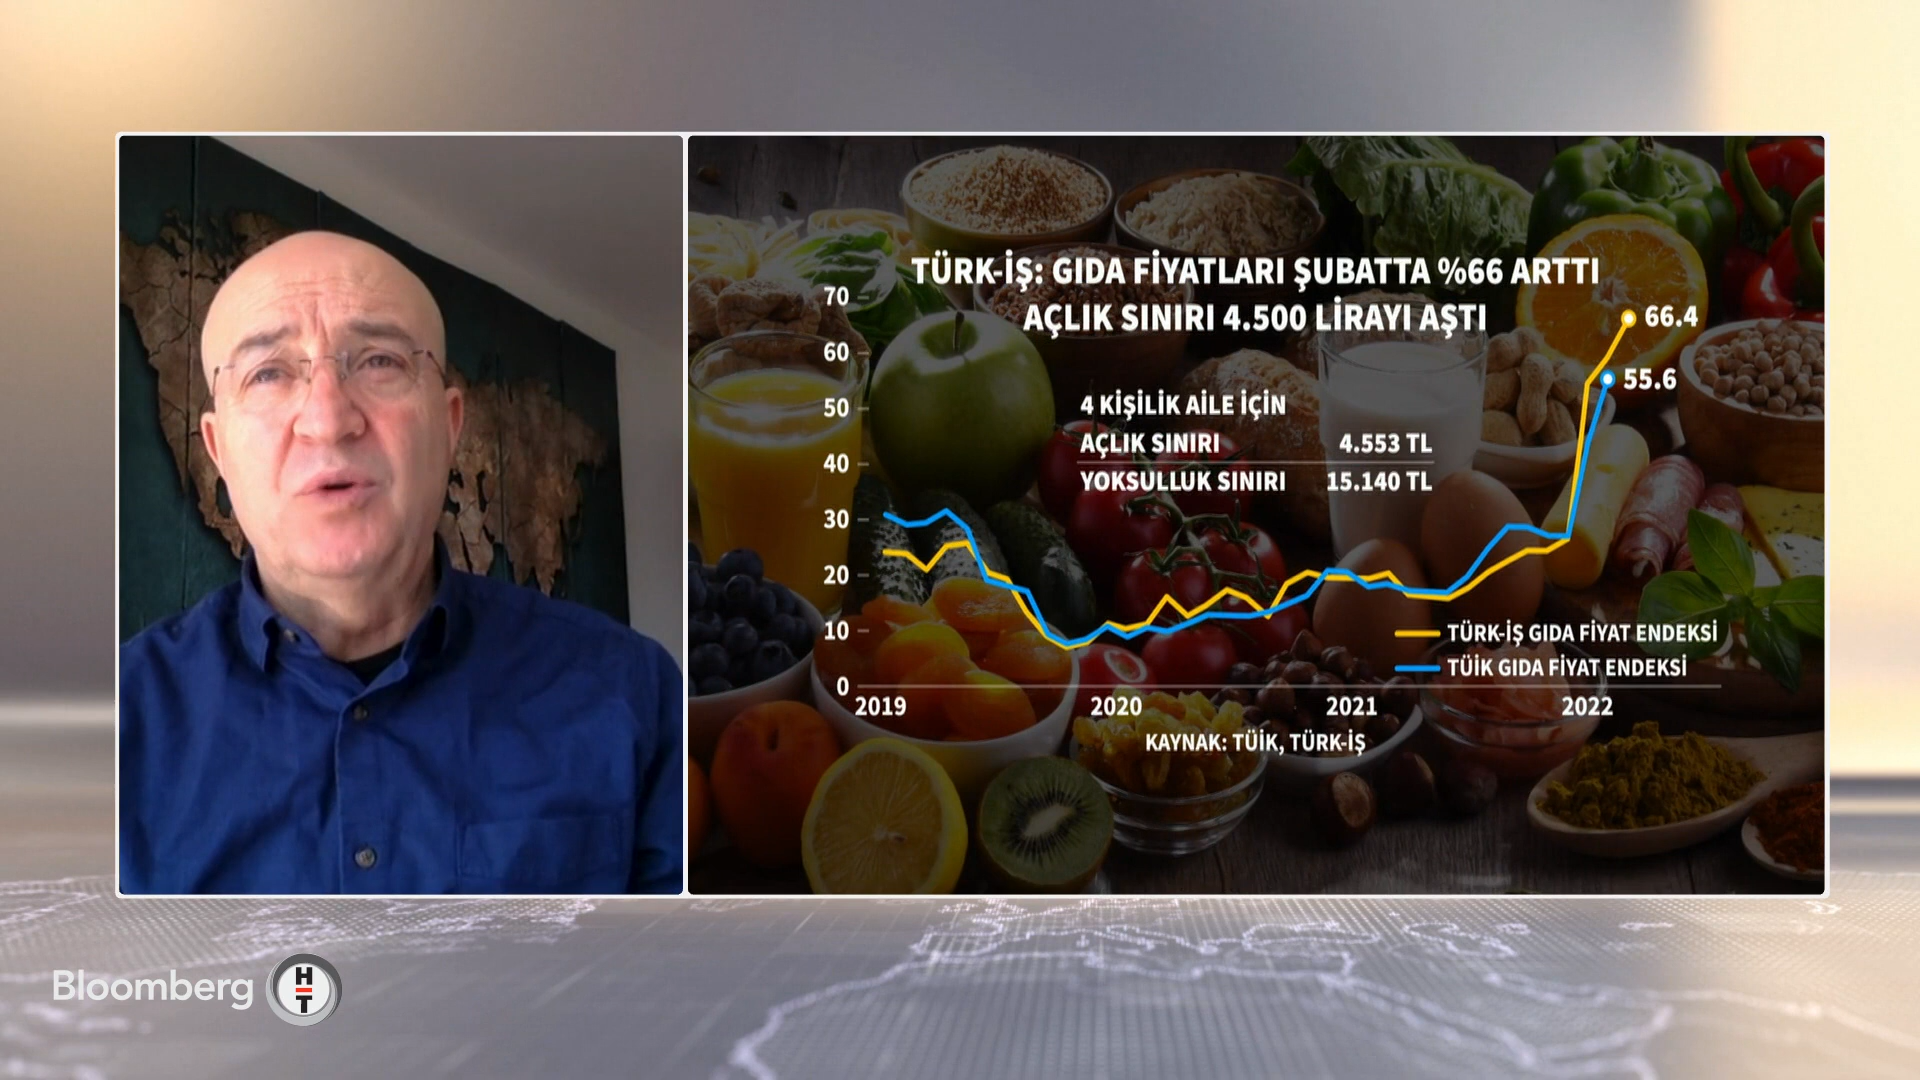 TÜRK-İŞ: GIDA FİYATLARI ŞUBATTA %66 ARTTI
AÇLIK SINIRI 4.500 LİRAYI AŞTI
70
60
50
40
30
20
10
0
4 KİŞİLİK AİLE İÇİN
AÇLIK SINIRI 4.553 TL
YOKSULLUK SINIRI 15.140 TL
66.4
55.6
TÜRK-İŞ GIDA FİYAT ENDEKSİ
TÜİK GIDA FİYAT ENDEKSİ
2019 2020 2021 2022
KAYNAK: TÜİK, TÜRK-İŞ
Bloomberg HT